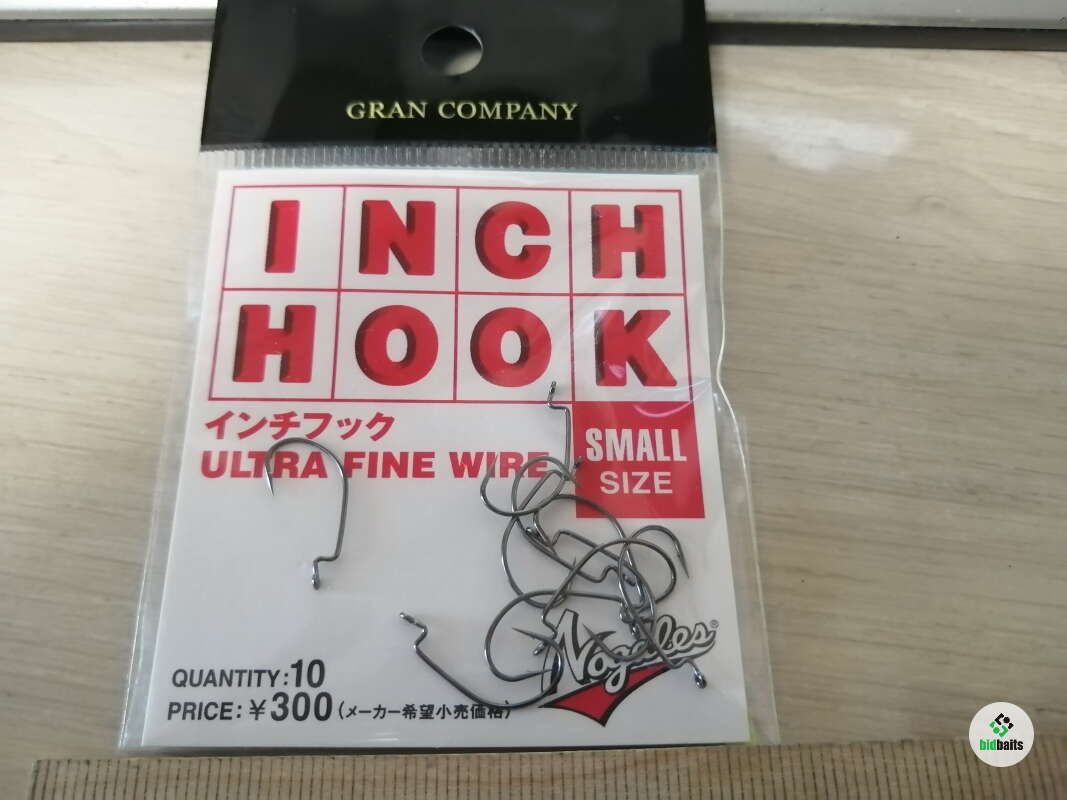 GRAN COMPANY
INCH
HOOK
インチフック
ULTRA FINE WIRE
SMALL
SIZE
Nogales®
QUANTITY:10
PRICE:¥300(メーカー希望小売価格)
bidbaits